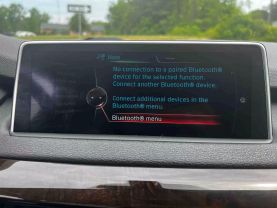 No connection to a paired Bluetooth®
device for the selected function.
Connect another Bluetooth® device.
Connect additional devices in the
Bluetooth® menu.
Bluetooth® menu